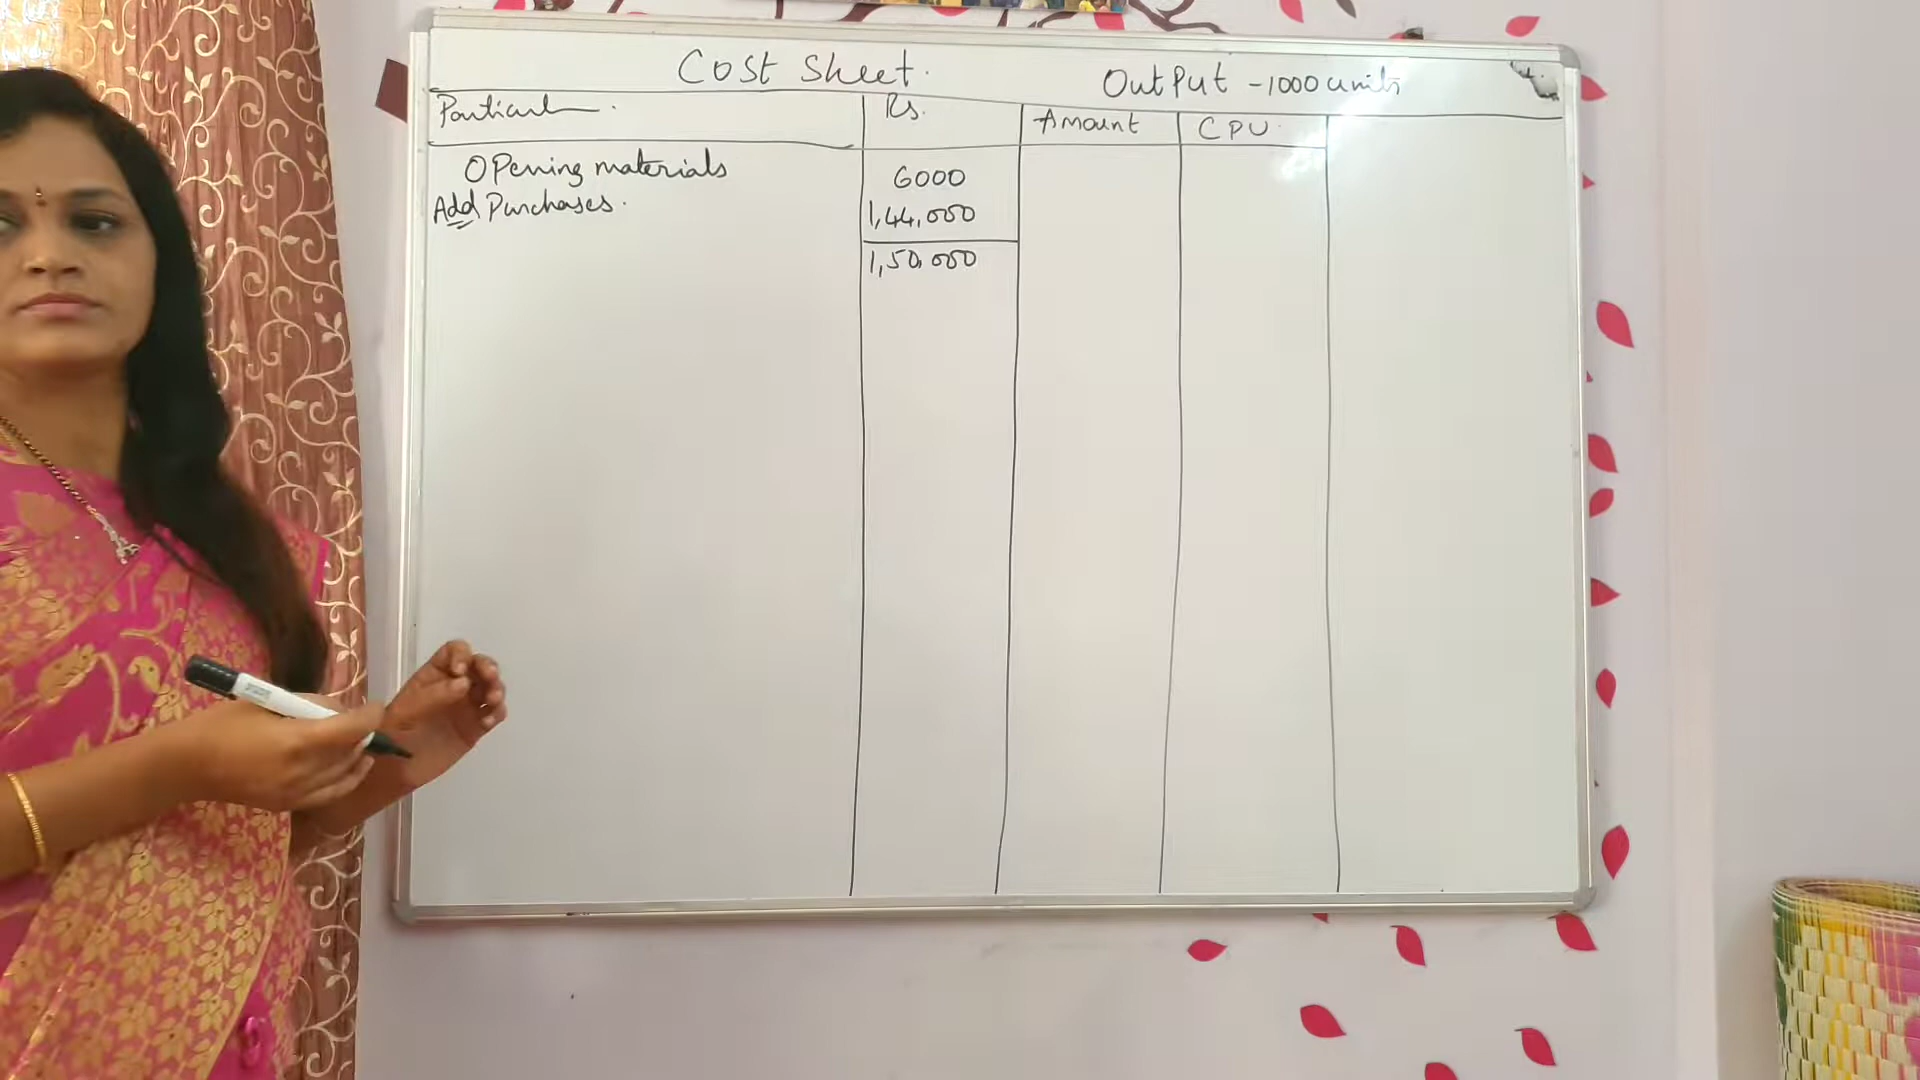 Cost Sheet.
Output - 1000 units
Particulars. Rs. Amount CPU.
Opening materials 6000
Add Purchases. 1,44,000
1,50,000